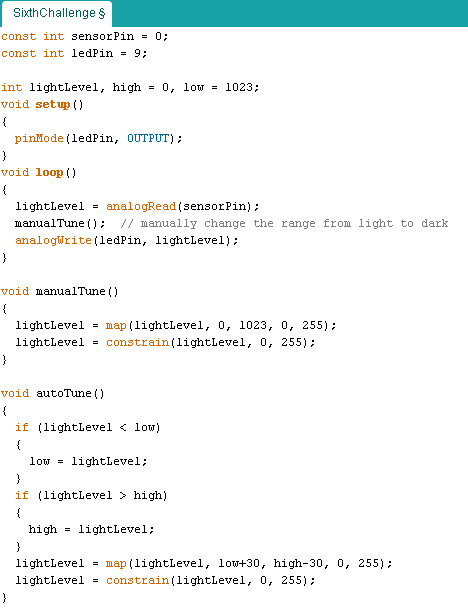 SixthChallenge §
const int sensorPin = 0;
const int ledPin = 9;
int lightLevel, high = 0, low = 1023;
void setup()
{
pinMode(ledPin, OUTPUT);
}
void loop()
{
lightLevel = analogRead(sensorPin);
manualTune();  // manually change the range from light to dark
analogWrite(ledPin, lightLevel);
}
void manualTune()
{
lightLevel = map(lightLevel, 0, 1023, 0, 255);
lightLevel = constrain(lightLevel, 0, 255);
}
void autoTune()
{
if (lightLevel < low)
{
low = lightLevel;
}
if (lightLevel > high)
{
high = lightLevel;
}
lightLevel = map(lightLevel, low+30, high-30, 0, 255);
lightLevel = constrain(lightLevel, 0, 255);
}